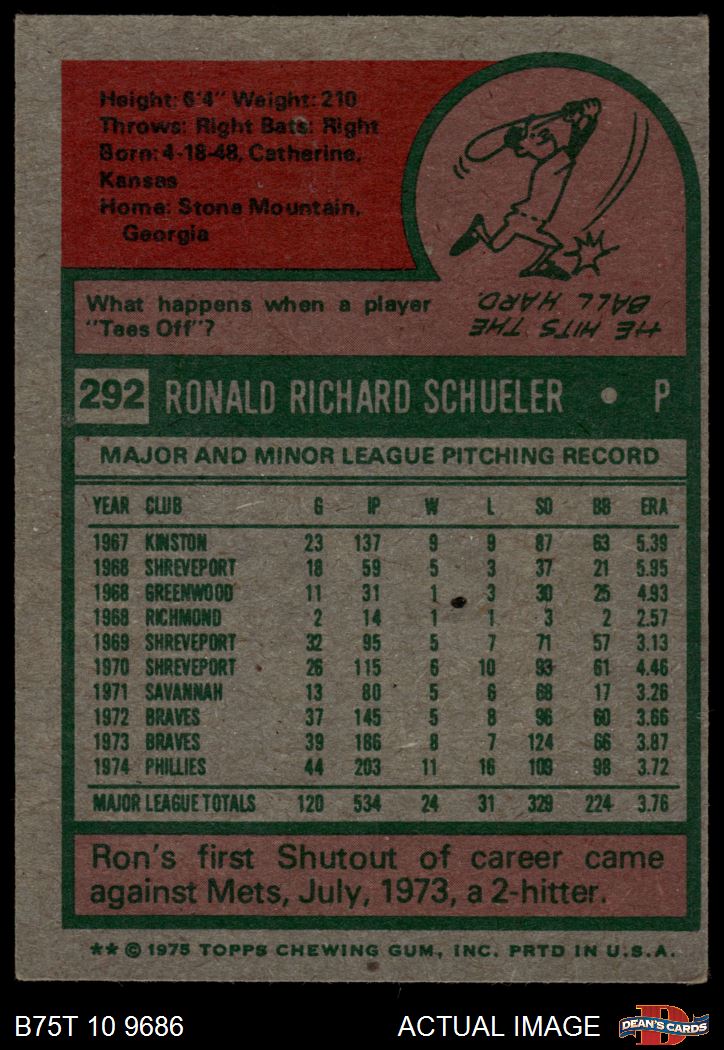 Height: 6'4" Weight: 210
Throws: Right Bats: Right
Born: 4-18-48, Catherine,
Kansas
Home: Stone Mountain,
Georgia
What happens when a player
"Tees Off"?
HE HITS THE
BALL HARD.
292 RONALD RICHARD SCHUELER • P
MAJOR AND MINOR LEAGUE PITCHING RECORD
YEAR CLUB G IP W L SO BB ERA
1967 KINSTON 23 137 9 9 87 63 5.39
1968 SHREVEPORT 18 59 5 3 37 21 5.95
1968 GREENWOOD 11 31 1 3 30 25 4.93
1968 RICHMOND 2 14 1 1 3 2 2.57
1969 SHREVEPORT 32 95 5 7 71 57 3.13
1970 SHREVEPORT 26 115 6 10 93 61 4.46
1971 SAVANNAH 13 80 5 6 68 17 3.26
1972 BRAVES 37 145 5 8 96 60 3.66
1973 BRAVES 39 186 8 7 124 66 3.87
1974 PHILLIES 44 203 11 16 109 98 3.72
MAJOR LEAGUE TOTALS 120 534 24 31 329 224 3.76
Ron's first Shutout of career came
against Mets, July, 1973, a 2-hitter.
** © 1975 TOPPS CHEWING GUM, INC. PRTD IN U.S.A.
B75T 10 9686 ACTUAL IMAGE D DEAN'S CARDS